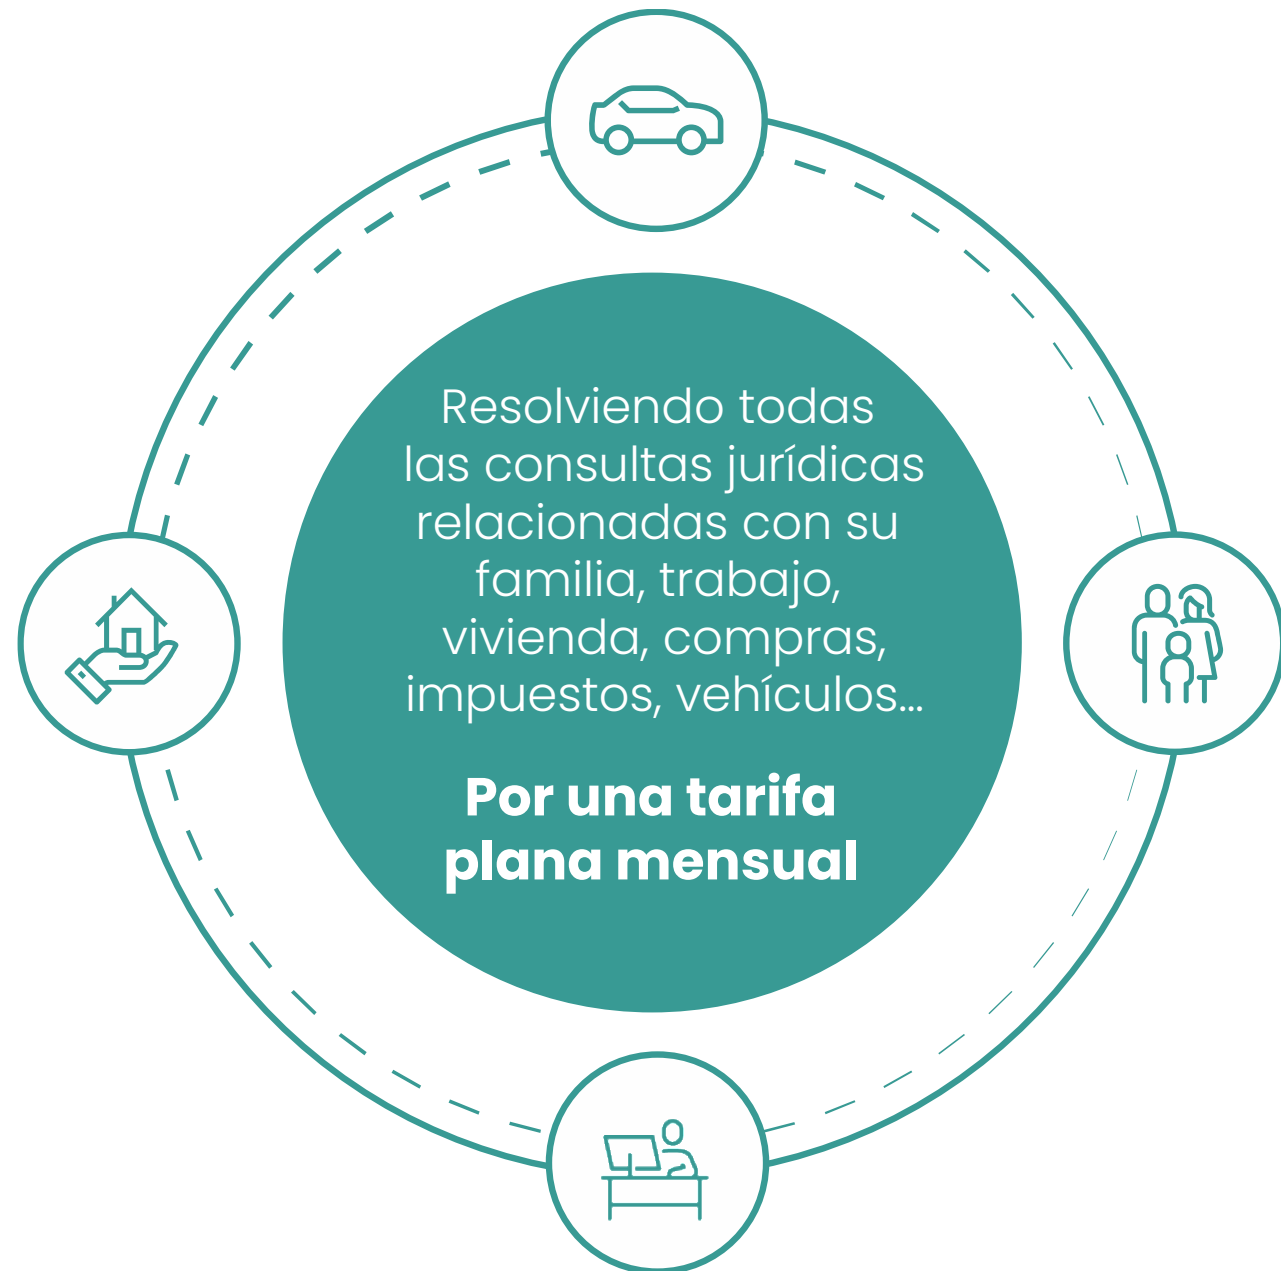 Resolviendo todas
las consultas jurídicas
relacionadas con su
familia, trabajo,
vivienda, compras,
impuestos, vehículos...
Por una tarifa
plana mensual